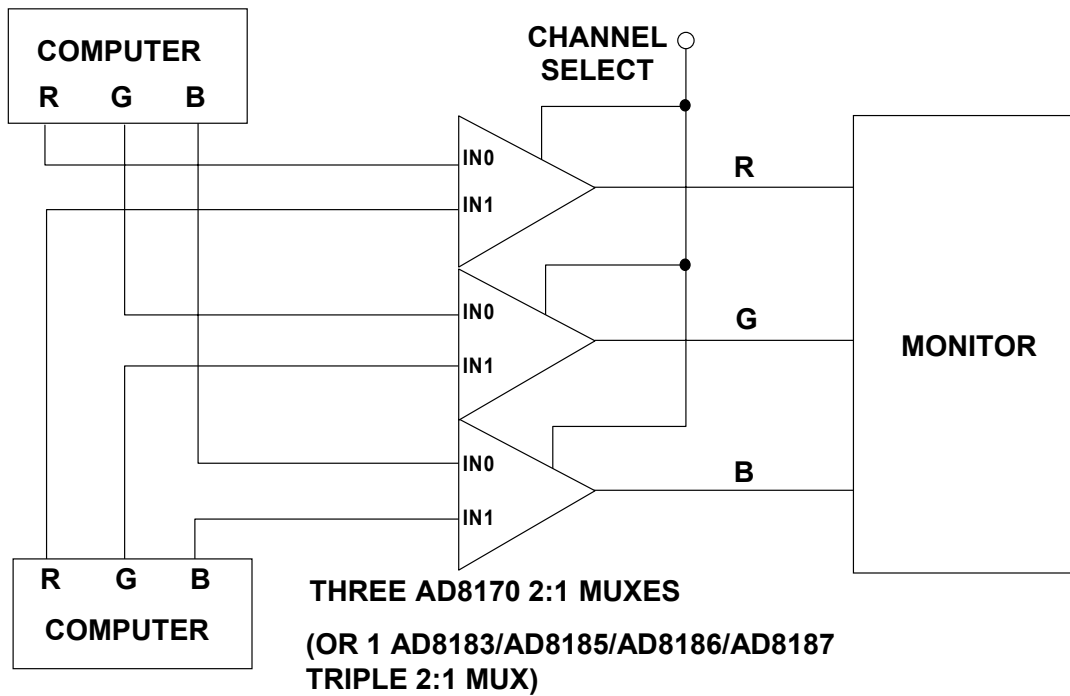 COMPUTER
R G B
CHANNEL
SELECT
IN0
IN1
R
IN0
IN1
G
MONITOR
IN0
IN1
B
R G B
COMPUTER
THREE AD8170 2:1 MUXES
(OR 1 AD8183/AD8185/AD8186/AD8187
TRIPLE 2:1 MUX)